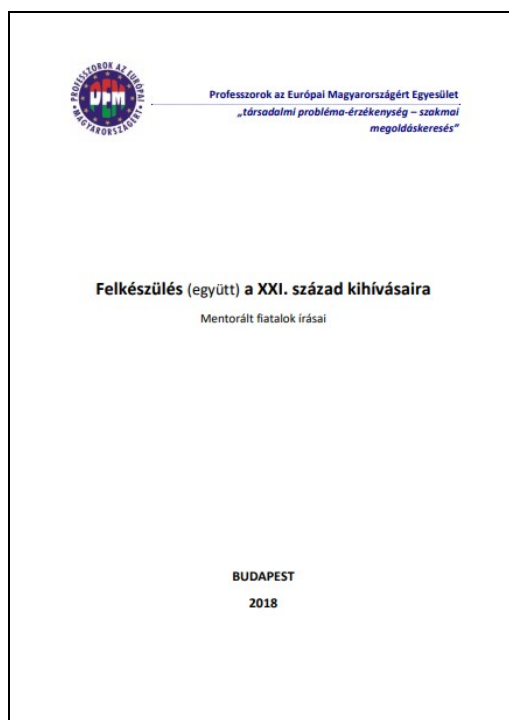 PROFESSZOROK AZ EURÓPAI
MAGYARORSZÁGÉRT
PEM
Professzorok az Európai Magyarországért Egyesület
„társadalmi probléma-érzékenység – szakmai
megoldáskeresés”
Felkészülés (együtt) a XXI. század kihívásaira
Mentorált fiatalok írásai
BUDAPEST
2018